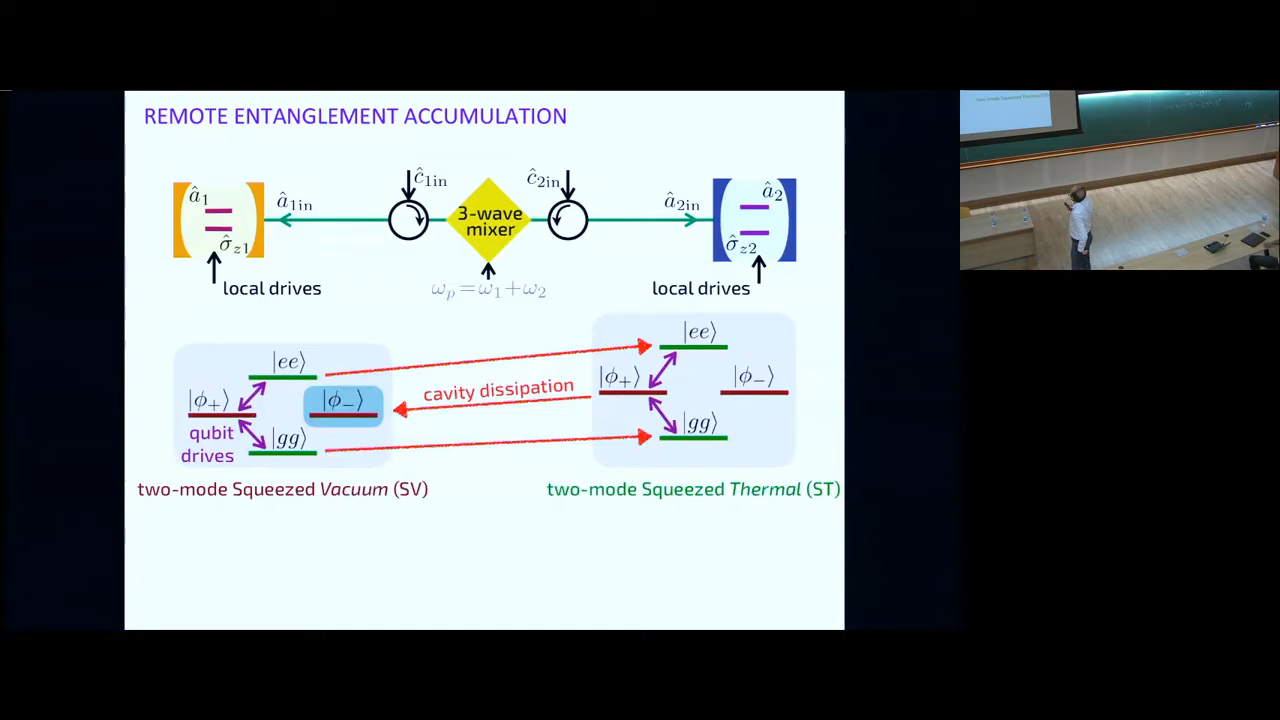 REMOTE ENTANGLEMENT ACCUMULATION
ĉ1in ĉ2in
â1 â1in 3-wave mixer â2in â2
σ̂z1 σ̂z2
local drives ωp = ω1 + ω2 local drives
|ee⟩ |ee⟩
|ϕ+⟩ |ϕ−⟩ cavity dissipation |ϕ+⟩ |ϕ−⟩
qubit drives |gg⟩ |gg⟩
two-mode Squeezed Vacuum (SV) two-mode Squeezed Thermal (ST)